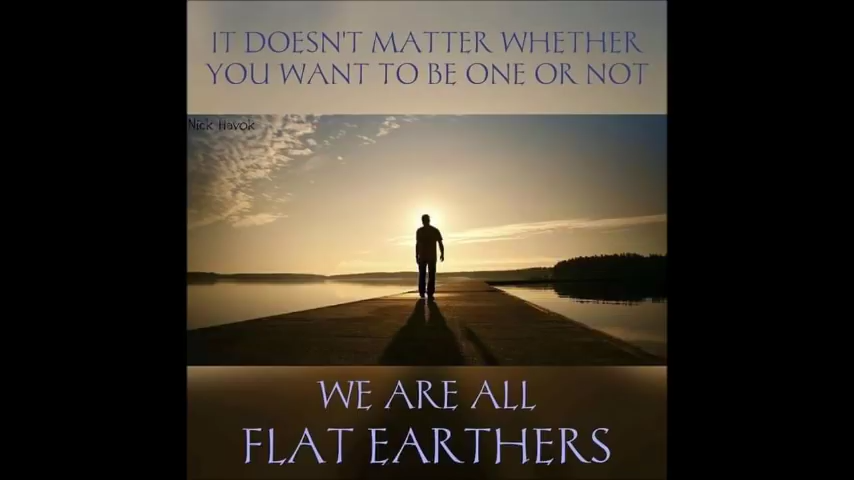 IT DOESN'T MATTER WHETHER
YOU WANT TO BE ONE OR NOT
Nick Havok
WE ARE ALL
FLAT EARTHERS